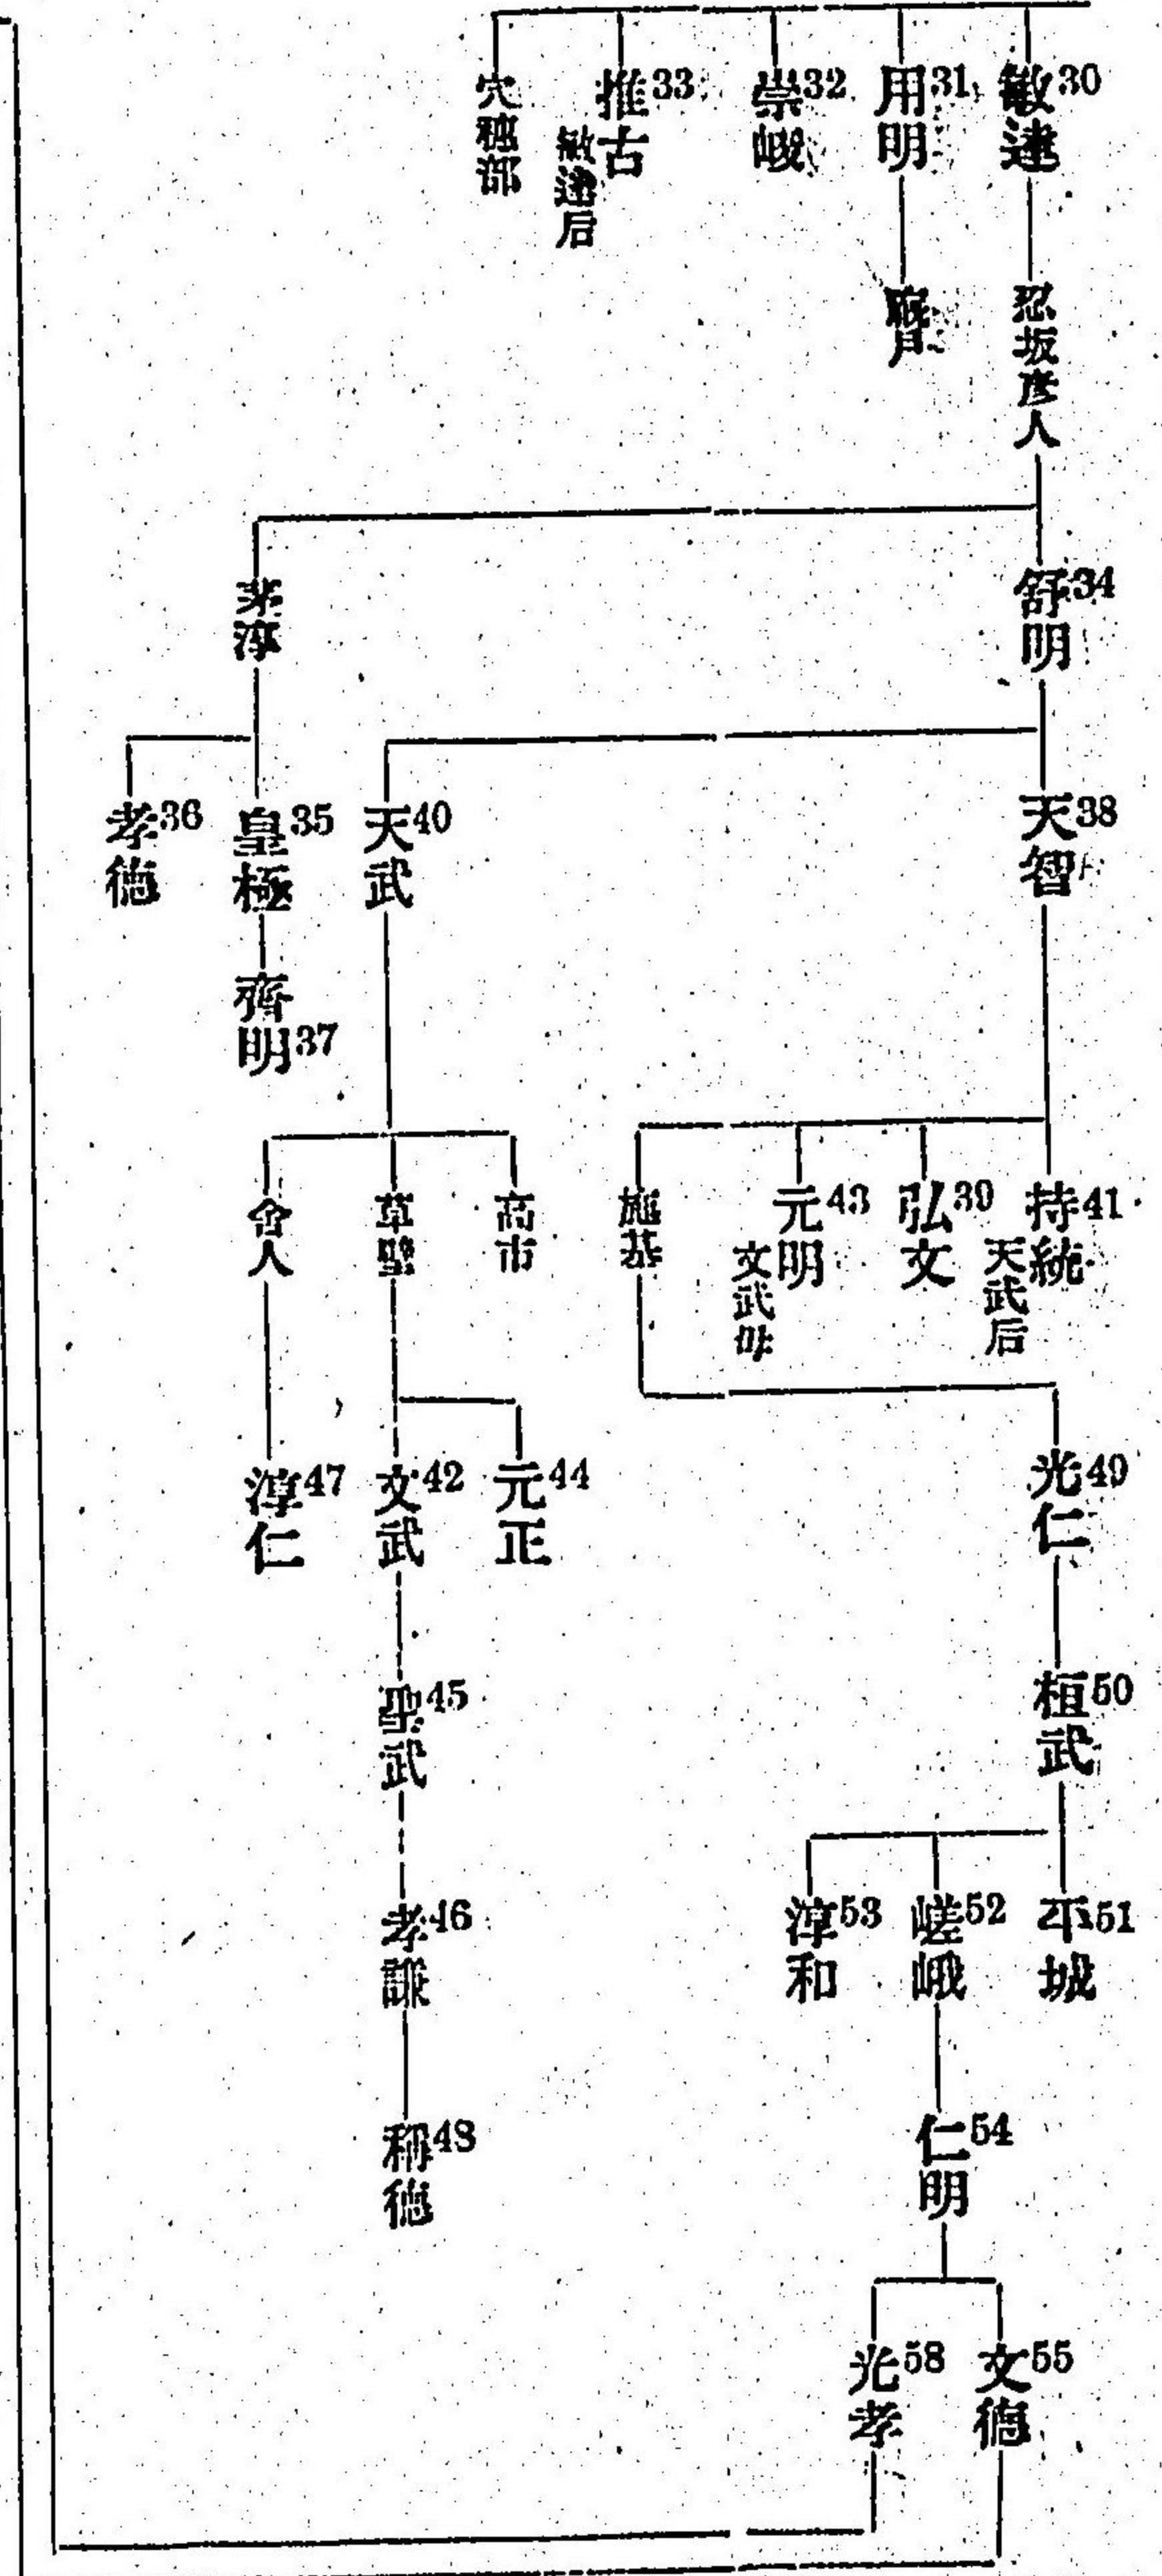 敏達30
用明31
崇峻32
推古33
敏達后
穴穂部
忍坂彦人
舒明34
茅渟
天智38
天武40
皇極35
孝徳36
齊明37
持統41
天武后
弘文39
元明43
文武母
施基
高市
草壁
舎人
光仁49
元正44
文武42
淳仁47
桓武50
聖武45
平城51
嵯峨52
淳和53
孝謙46
仁明54
稱徳48
文徳55
光孝58